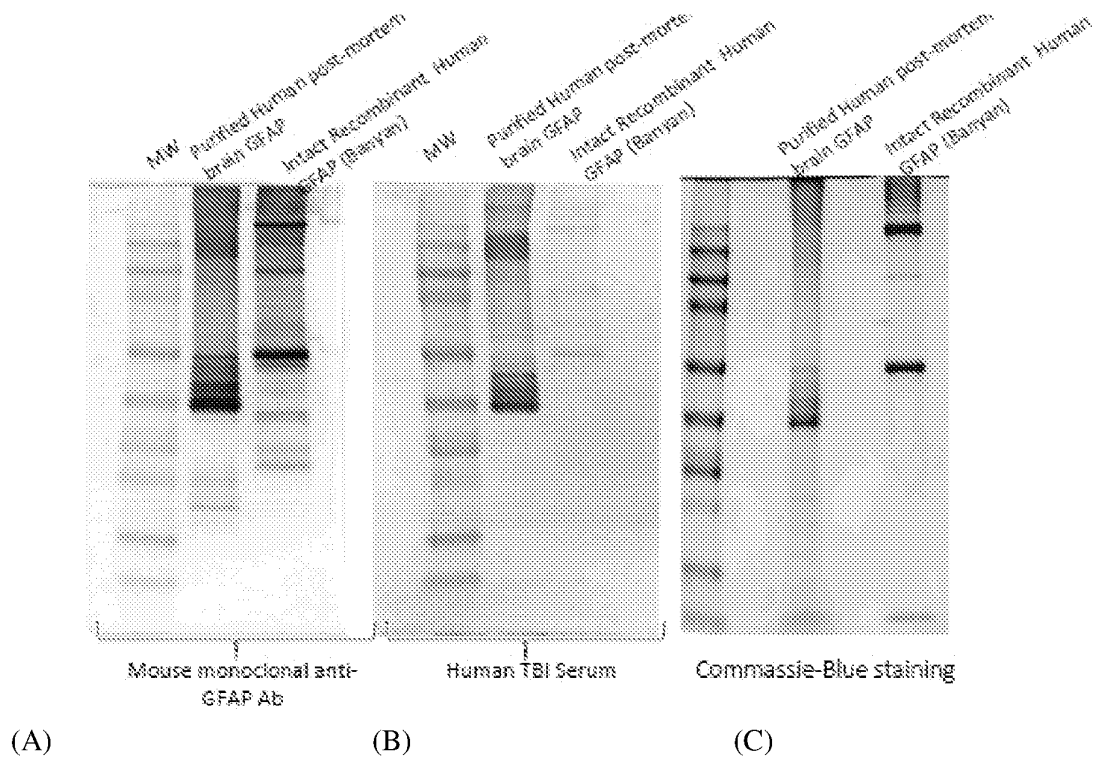 MW
Purified Human post-mortem
brain GFAP
Intact Recombinant Human
GFAP (Banyan)
MW
Purified Human post-mortem
brain GFAP
Intact Recombinant Human
GFAP (Banyan)
Purified Human post-mortem
brain GFAP
Intact Recombinant Human
GFAP (Banyan)
Mouse monoclonal anti-
GFAP Ab
Human TBI Serum
Commassie-Blue staining
(A)
(B)
(C)